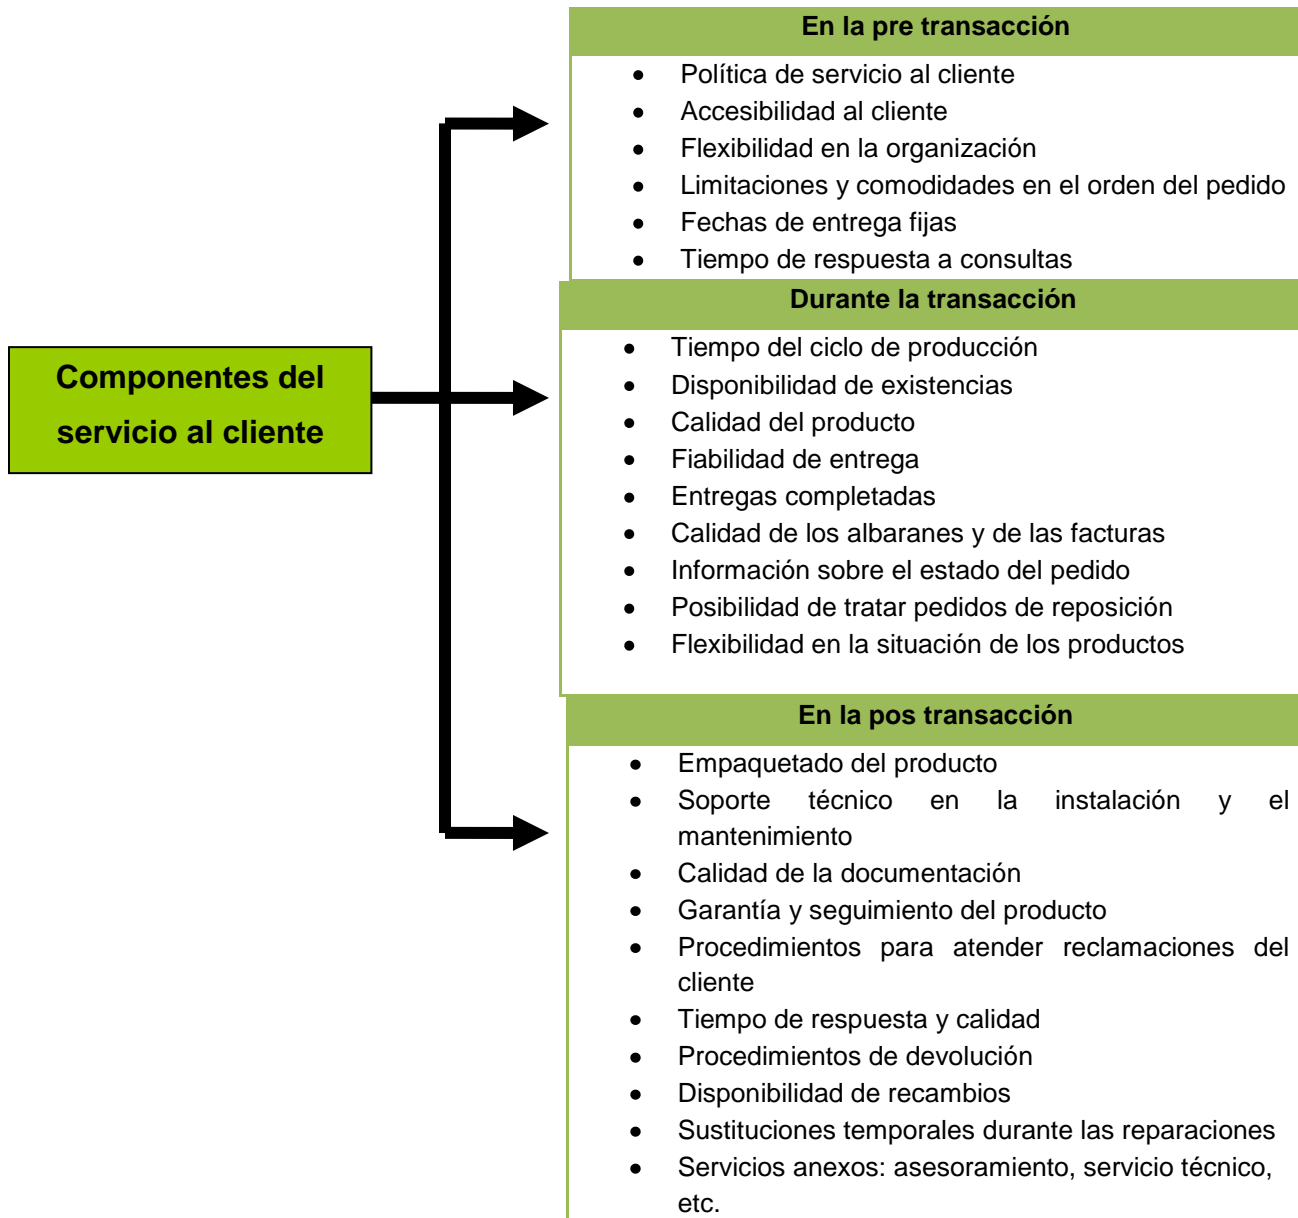 En la pre transacción
• Política de servicio al cliente
• Accesibilidad al cliente
• Flexibilidad en la organización
• Limitaciones y comodidades en el orden del pedido
• Fechas de entrega fijas
• Tiempo de respuesta a consultas
Componentes del
servicio al cliente
Durante la transacción
• Tiempo del ciclo de producción
• Disponibilidad de existencias
• Calidad del producto
• Fiabilidad de entrega
• Entregas completadas
• Calidad de los albaranes y de las facturas
• Información sobre el estado del pedido
• Posibilidad de tratar pedidos de reposición
• Flexibilidad en la situación de los productos
En la pos transacción
• Empaquetado del producto
• Soporte técnico en la instalación y el
mantenimiento
• Calidad de la documentación
• Garantía y seguimiento del producto
• Procedimientos para atender reclamaciones del
cliente
• Tiempo de respuesta y calidad
• Procedimientos de devolución
• Disponibilidad de recambios
• Sustituciones temporales durante las reparaciones
• Servicios anexos: asesoramiento, servicio técnico,
etc.